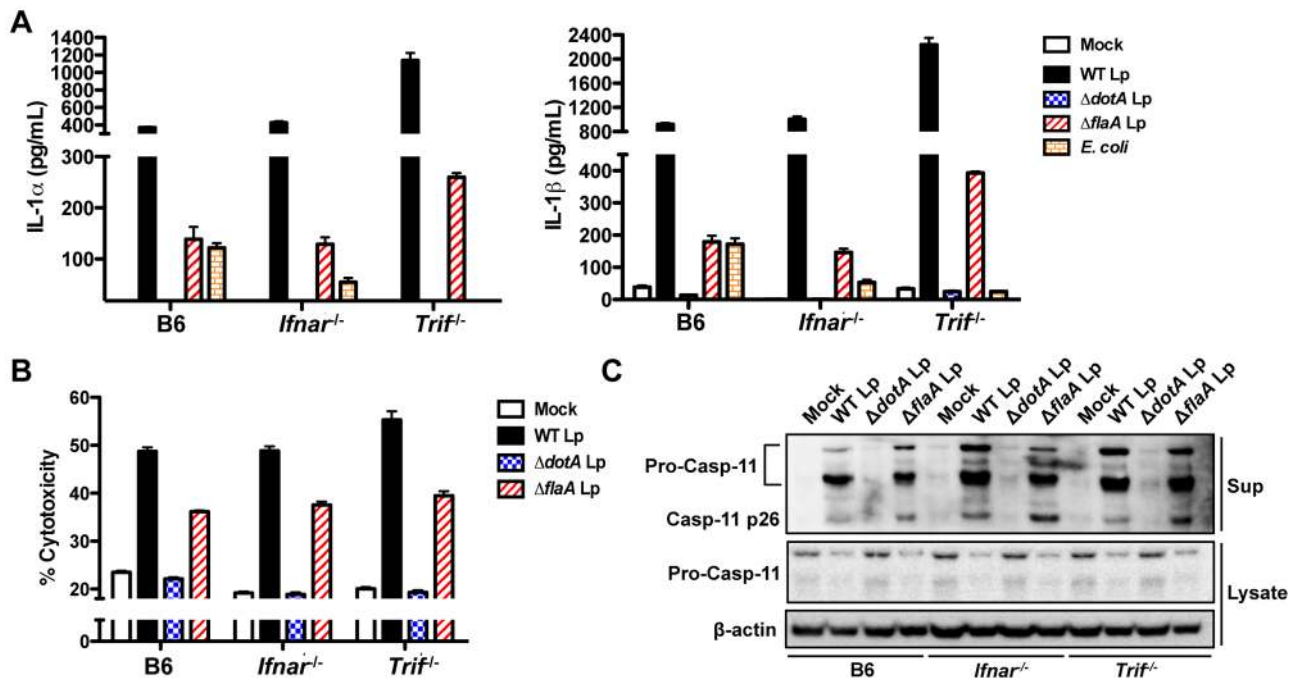 A
IL-1α (pg/mL)
1400
1200
1000
800
600
400
300
200
100
B6
Ifnar-/-
Trif-/-
IL-1β (pg/mL)
2400
2000
1600
1200
800
400
300
200
100
0
B6
Ifnar-/-
Trif-/-
Mock
WT Lp
ΔdotA Lp
ΔflaA Lp
E. coli
B
% Cytotoxicity
60
50
40
30
20
0
B6
Ifnar-/-
Trif-/-
Mock
WT Lp
ΔdotA Lp
ΔflaA Lp
C
Mock WT Lp ΔdotA Lp ΔflaA Lp Mock WT Lp ΔdotA Lp ΔflaA Lp Mock WT Lp ΔdotA Lp ΔflaA Lp
Pro-Casp-11
Casp-11 p26
Sup
Pro-Casp-11
β-actin
Lysate
B6 Ifnar-/- Trif-/-